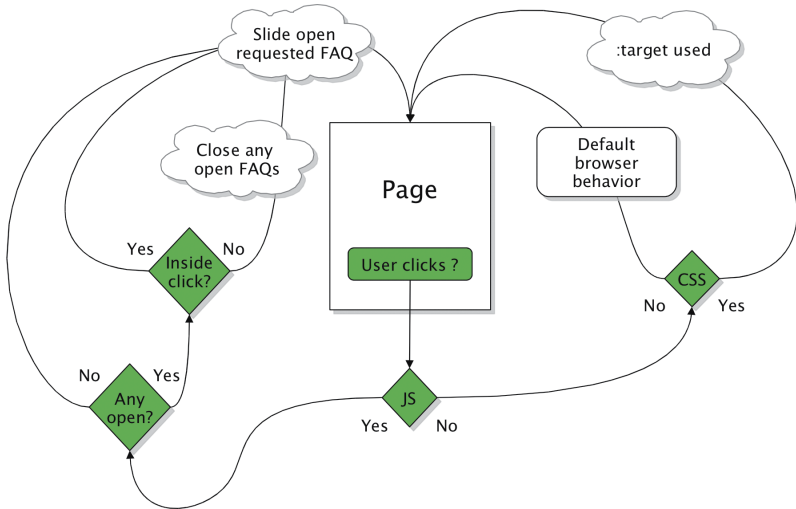 Slide open
requested FAQ
:target used
Close any
open FAQs
Default
browser
behavior
Page
Yes
No
Inside
click?
User clicks ?
CSS
No
Yes
No
Yes
Any
open?
JS
Yes
No